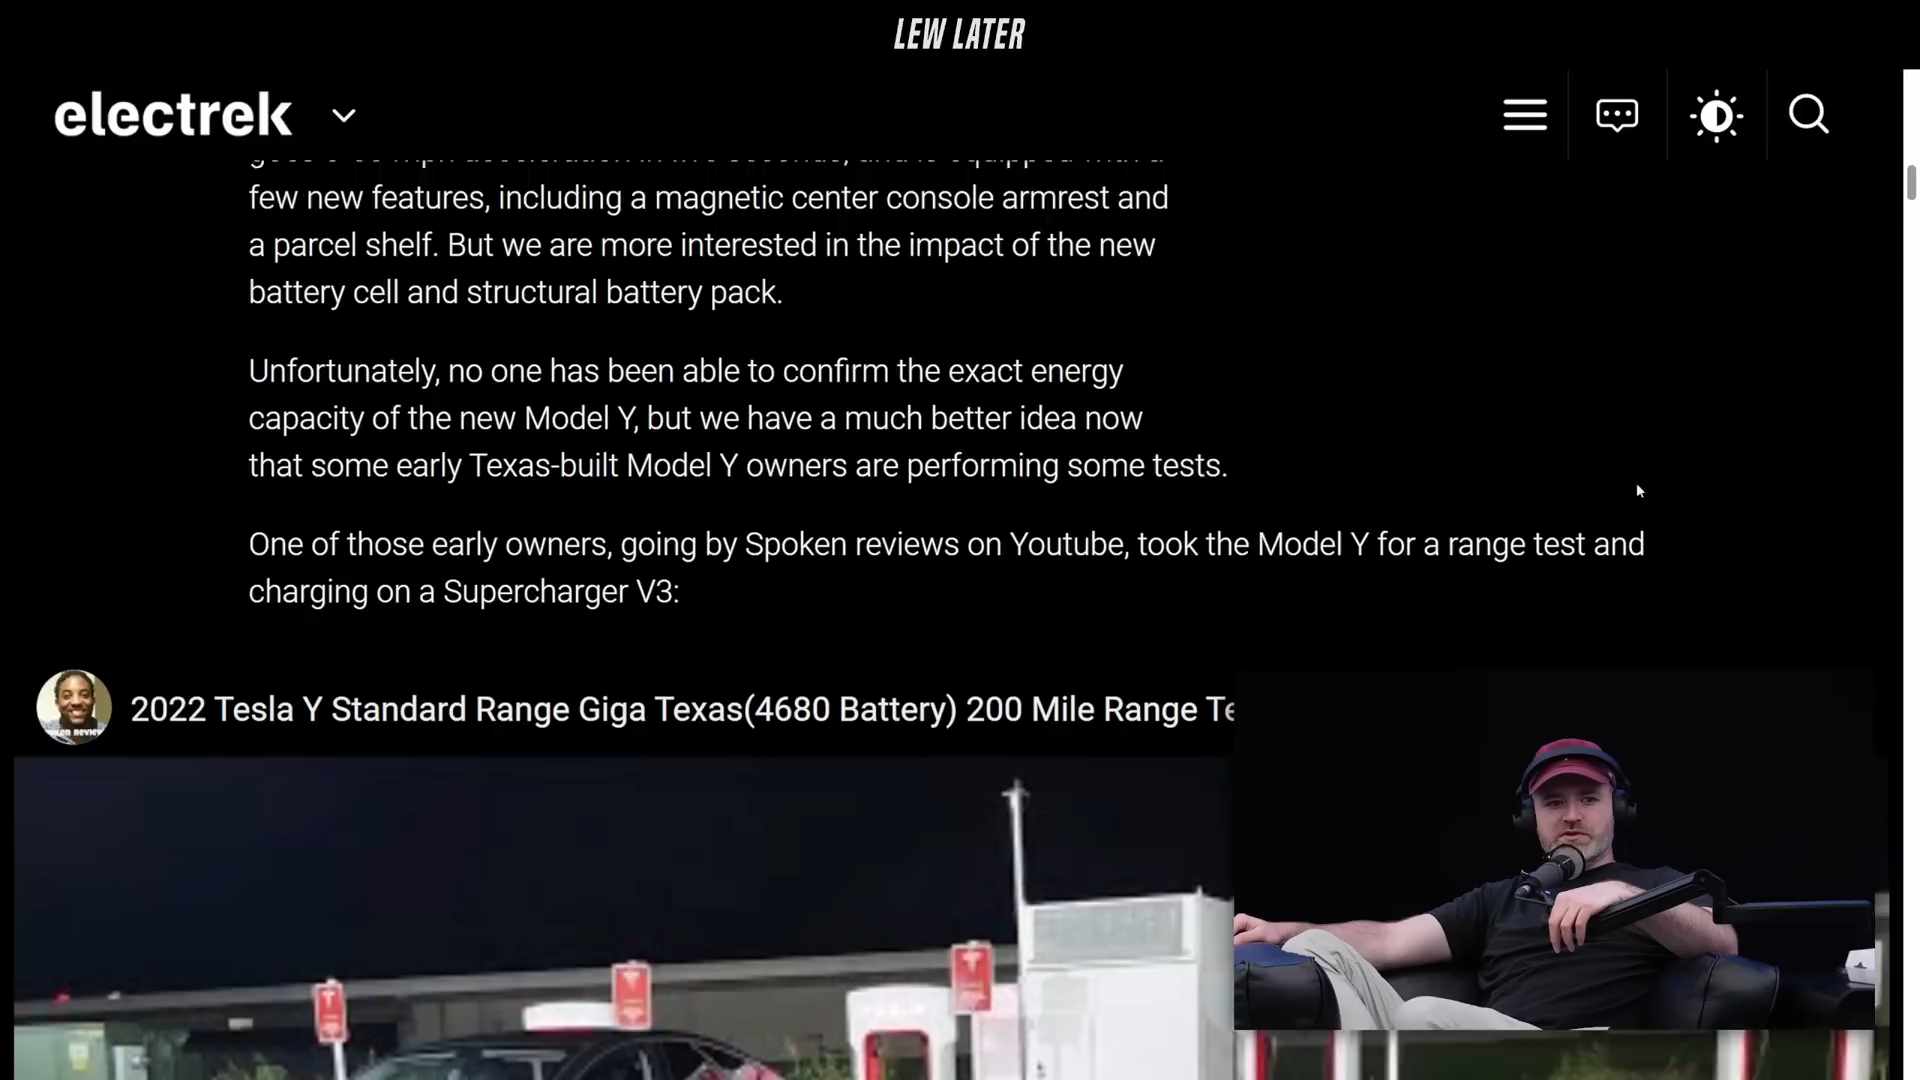 LEW LATER
electrek
few new features, including a magnetic center console armrest and
a parcel shelf. But we are more interested in the impact of the new
battery cell and structural battery pack.
Unfortunately, no one has been able to confirm the exact energy
capacity of the new Model Y, but we have a much better idea now
that some early Texas-built Model Y owners are performing some tests.
One of those early owners, going by Spoken reviews on Youtube, took the Model Y for a range test and
charging on a Supercharger V3:
2022 Tesla Y Standard Range Giga Texas(4680 Battery) 200 Mile Range Te